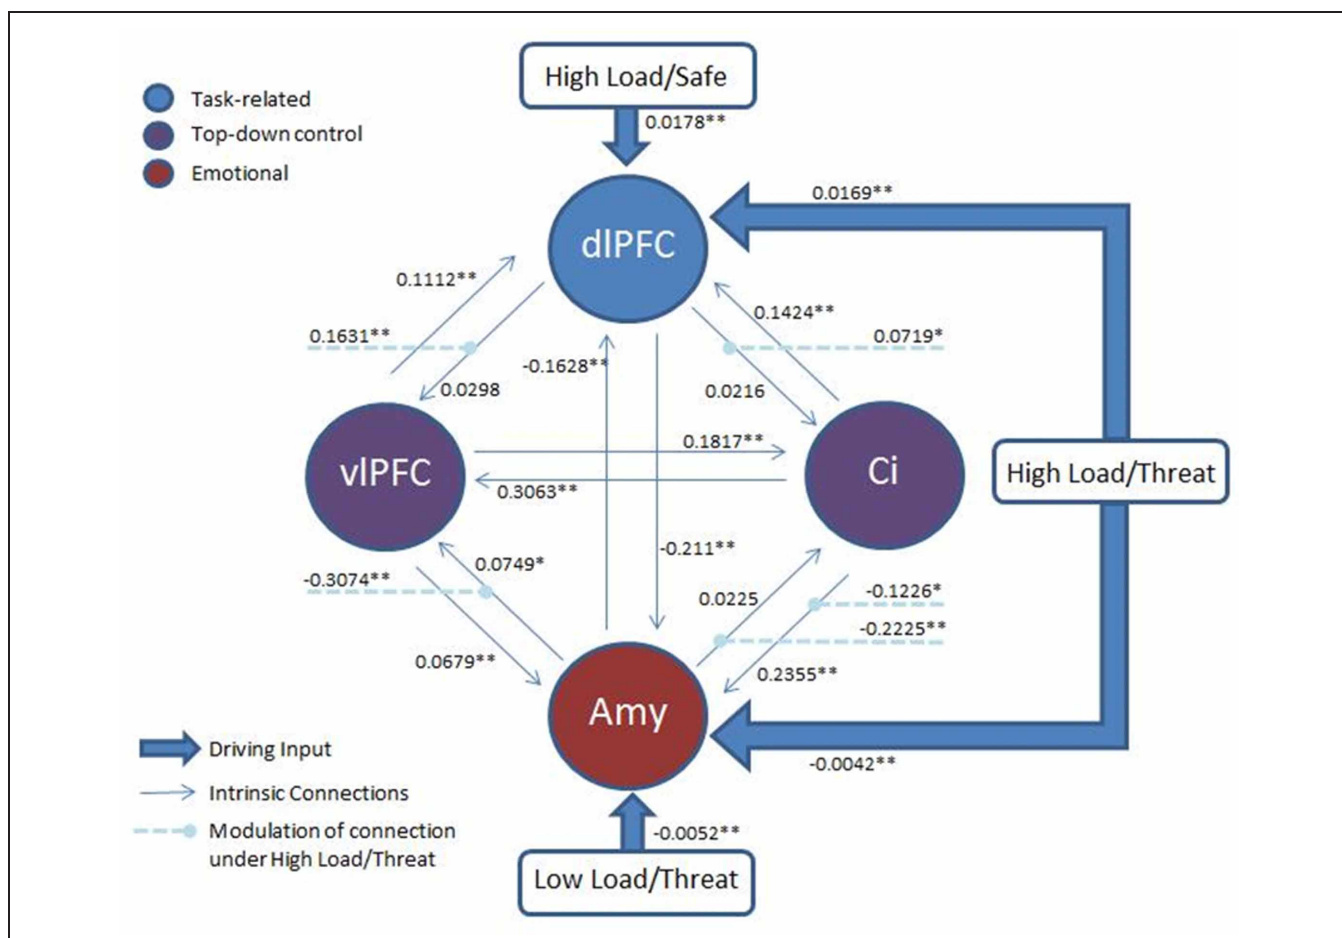 High Load/Safe
Task-related
Top-down control
Emotional
0.0178**
0.0169**
dlPFC
0.1112**
0.1424**
0.1631**
0.0719*
-0.1628**
0.0298
0.0216
0.1817**
vlPFC
Ci
High Load/Threat
0.3063**
-0.211**
0.0749*
-0.3074**
0.0225
-0.1226*
-0.2225**
0.0679**
0.2355**
Amy
Driving Input
-0.0042**
Intrinsic Connections
Modulation of connection
under High Load/Threat
-0.0052**
Low Load/Threat